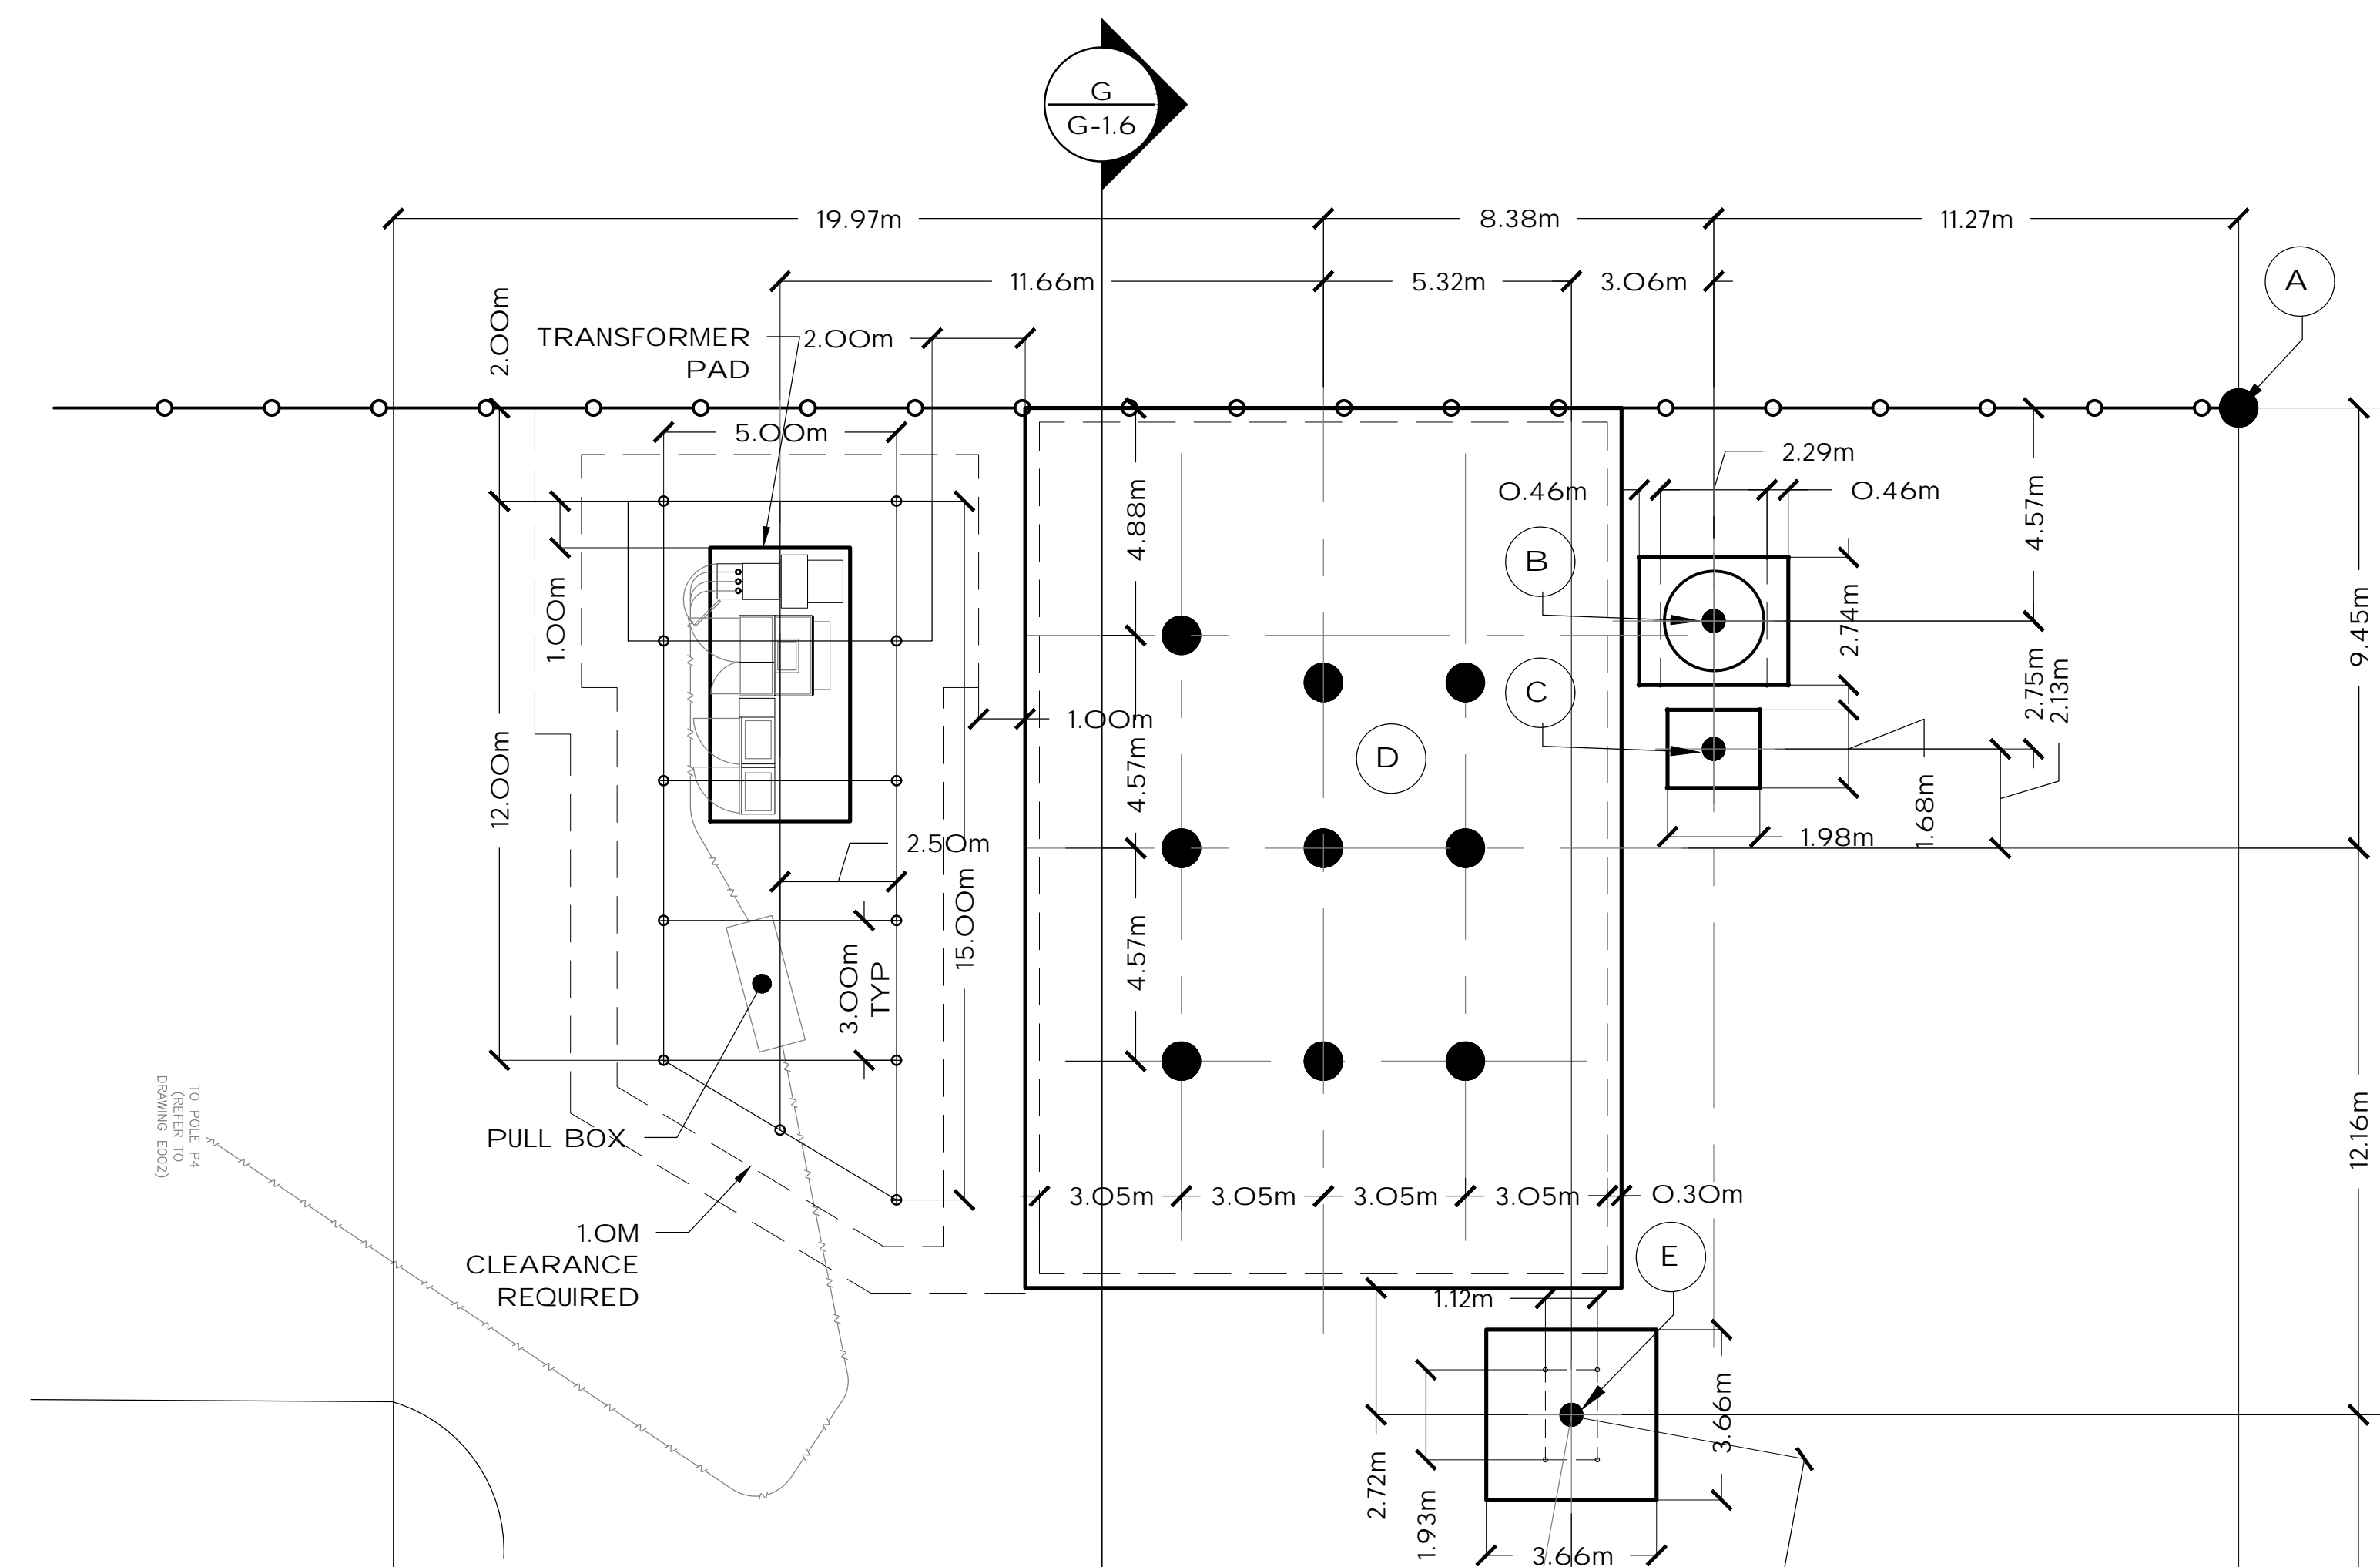 G
G-1.6
19.97m
8.38m
11.27m
11.66m
5.32m
3.06m
A
2.00m
TRANSFORMER
PAD
2.00m
5.00m
2.29m
0.46m
0.46m
4.88m
4.57m
B
1.00m
2.74m
9.45m
C
2.75m
2.13m
1.00m
D
12.00m
4.57m
1.68m
1.98m
2.50m
15.00m
4.57m
3.00m
TYP
TO POLE P4
(REFER TO
DRAWING E002)
PULL BOX
12.16m
3.05m
3.05m
3.05m
3.05m
0.30m
1.0M
CLEARANCE
REQUIRED
E
1.12m
3.66m
2.72m
1.93m
3.66m